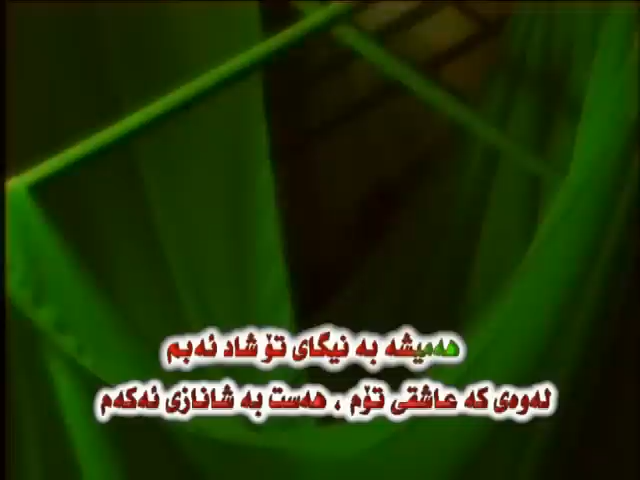 هەمیشە بە نیگای تۆ شاد ئەبم
لەوەی کە عاشقی تۆم ، هەست بە شانازی ئەکەم